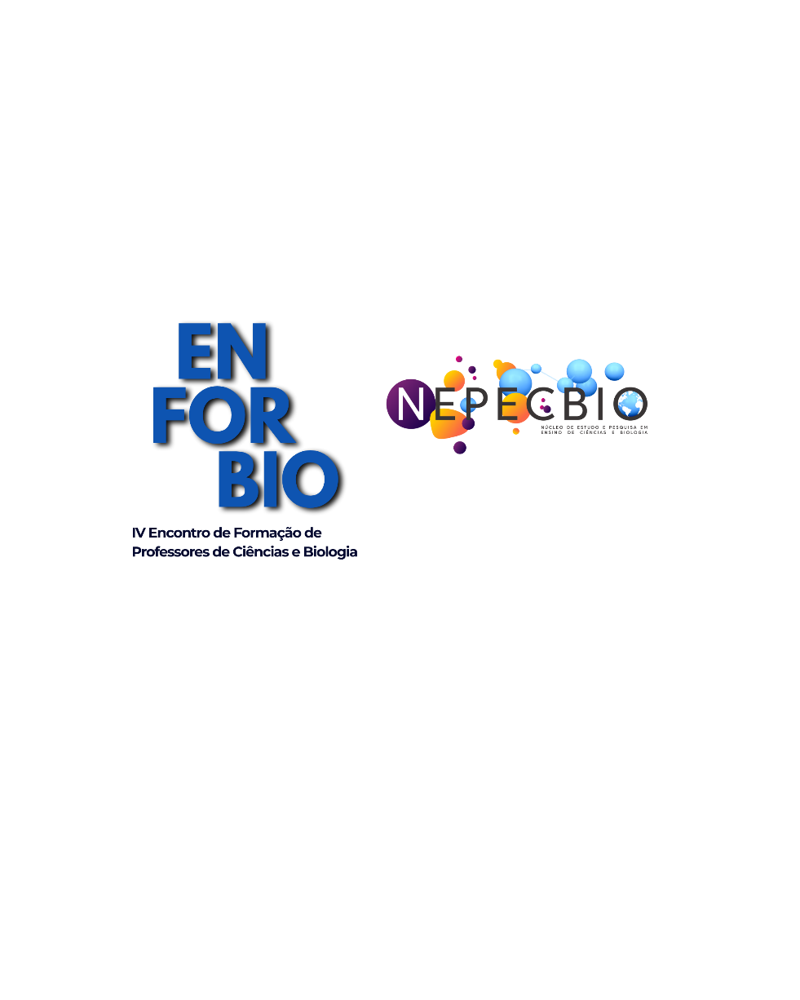 EN
FOR
BIO
IV Encontro de Formação de
Professores de Ciências e Biologia
NEPECBIO
NÚCLEO DE ESTUDO E PESQUISA EM
ENSINO DE CIÊNCIAS E BIOLOGIA